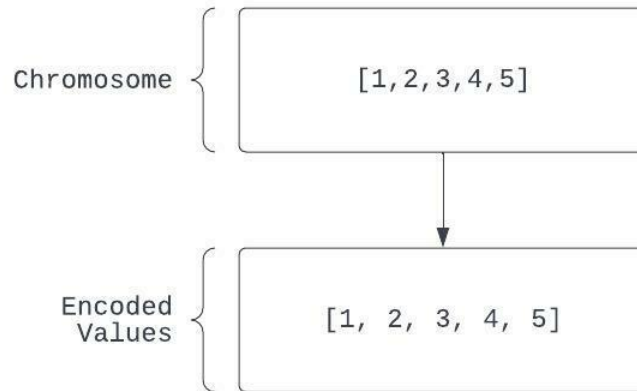 Chromosome
[1,2,3,4,5]
Encoded
Values
[1, 2, 3, 4, 5]